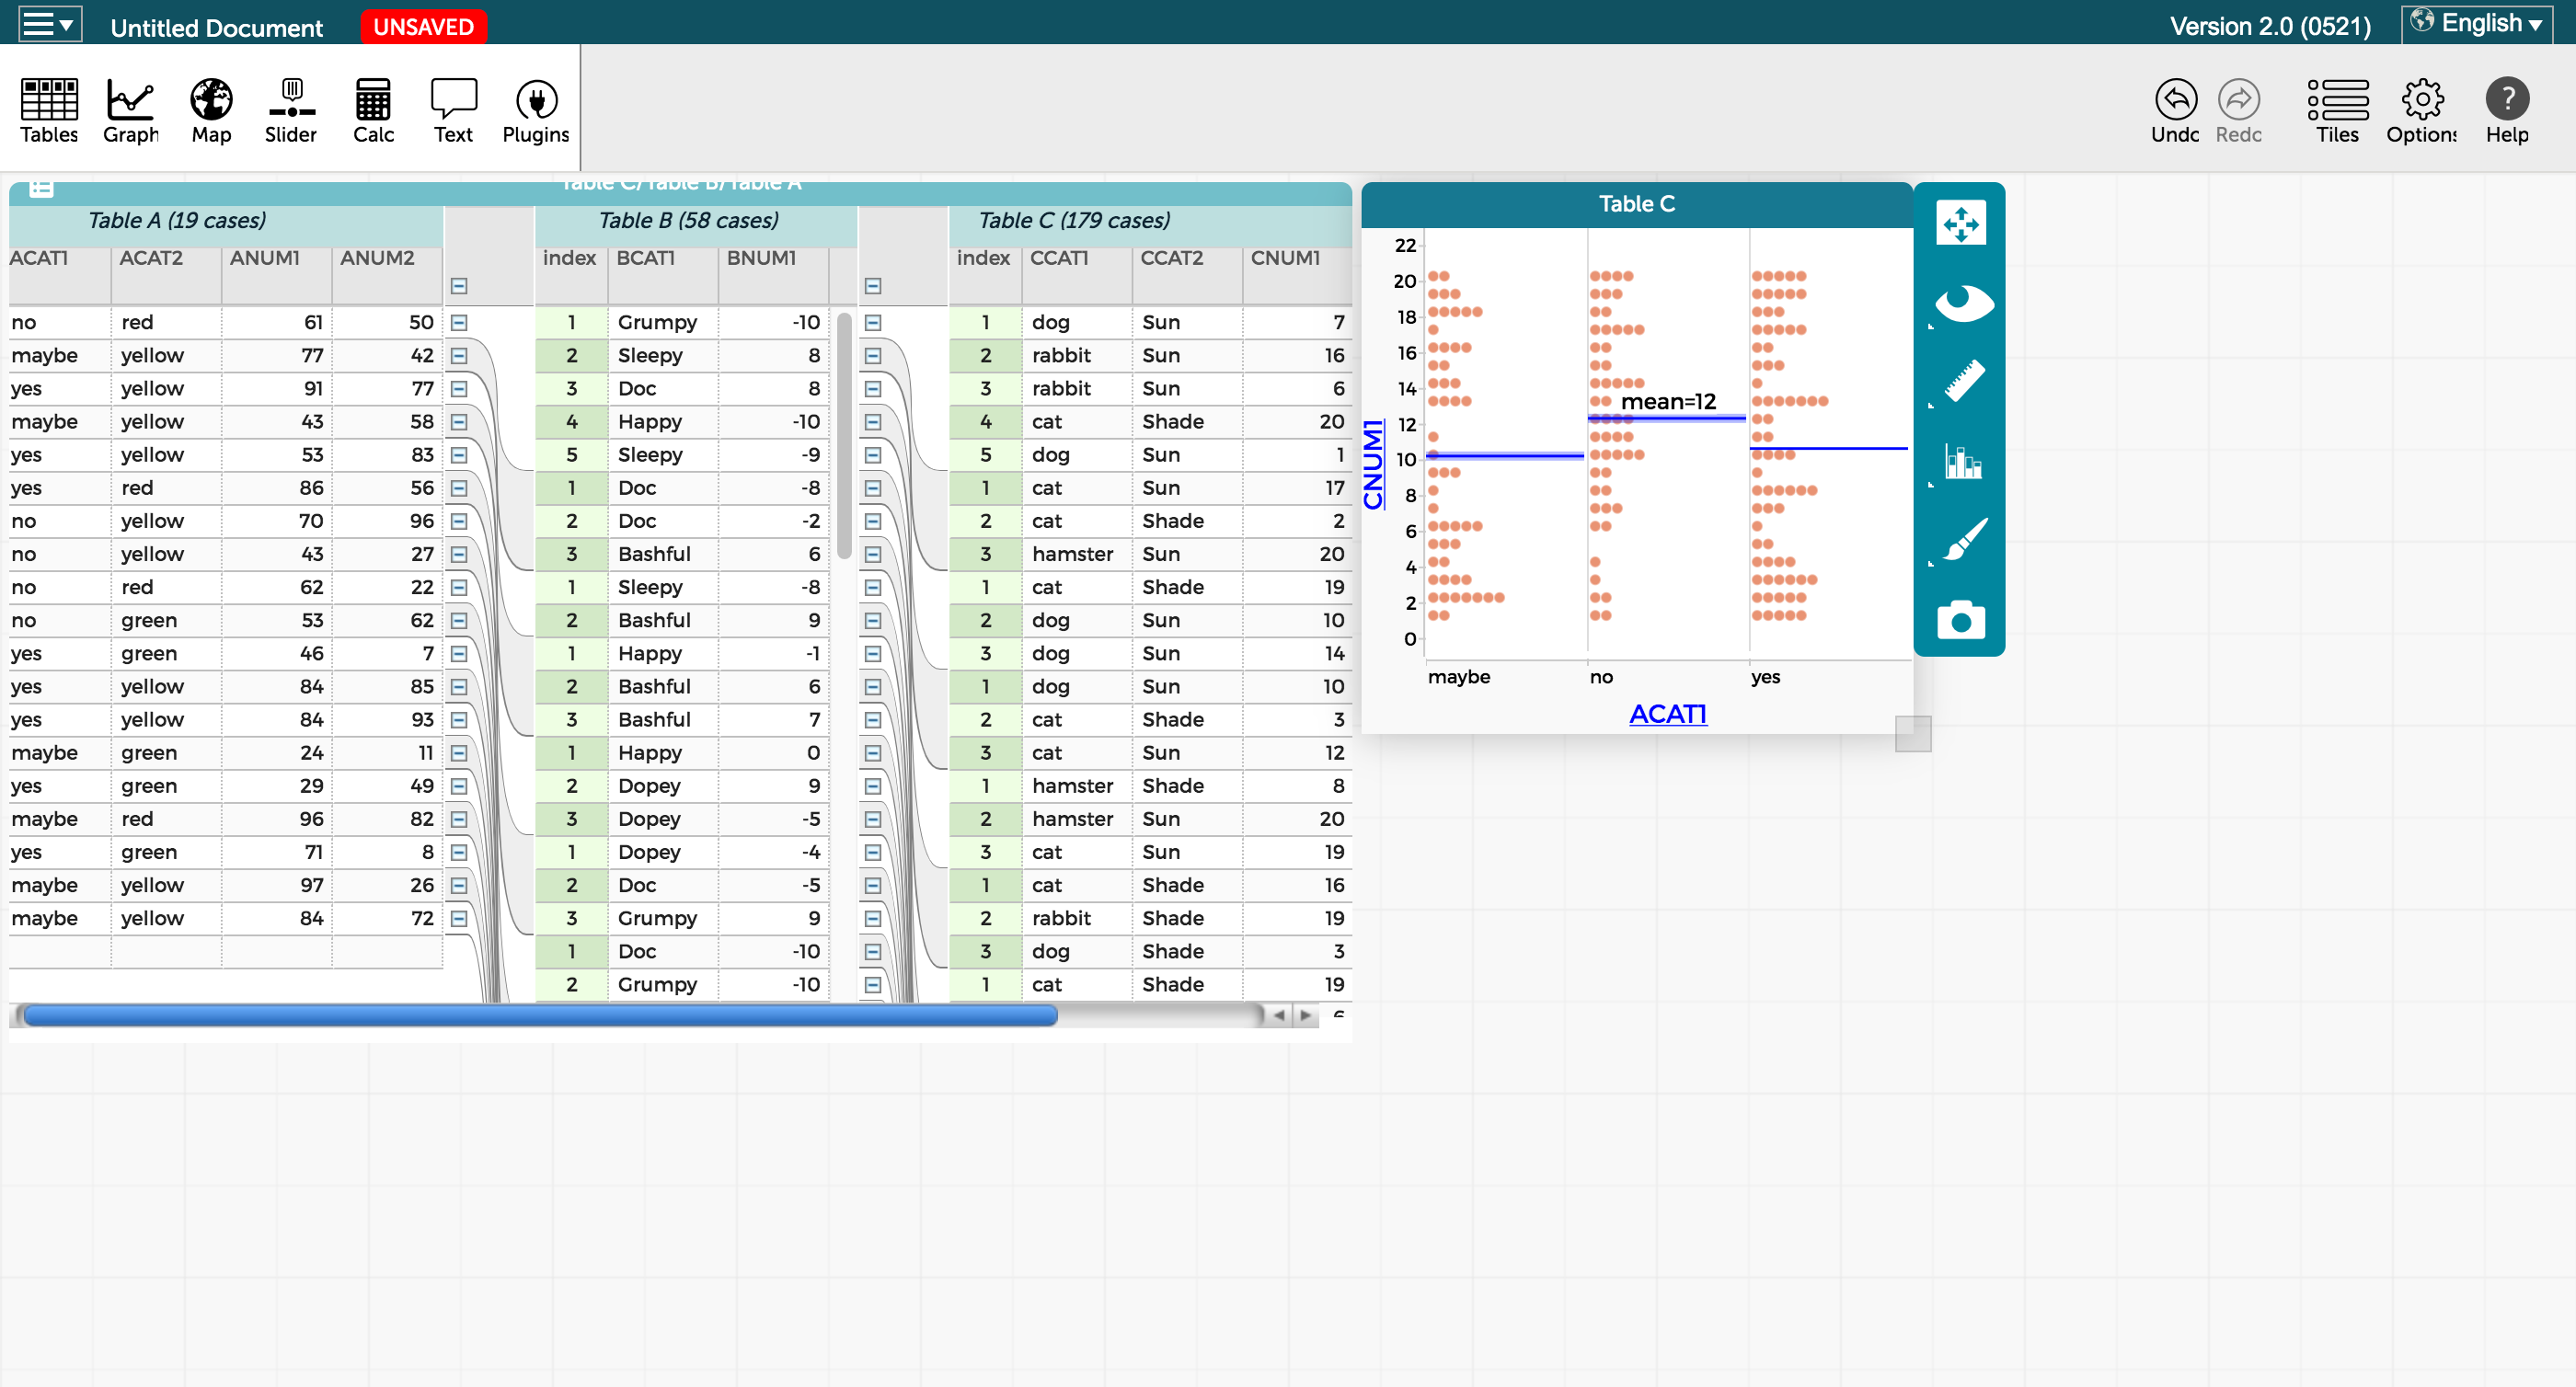 Untitled Document UNSAVED Version 2.0 (0521) English
Tables Graph Map Slider Calc Text Plugins Undo Redo Tiles Options Help
Table C/Table B/Table A
Table A (19 cases) Table B (58 cases) Table C (179 cases)
ACAT1 ACAT2 ANUM1 ANUM2 index BCAT1 BNUM1 index CCAT1 CCAT2 CNUM1
no red 61 50 1 Grumpy -10 1 dog Sun 7
maybe yellow 77 42 2 Sleepy 8 2 rabbit Sun 16
yes yellow 91 77 3 Doc 8 3 rabbit Sun 6
maybe yellow 43 58 4 Happy -10 4 cat Shade 20
yes yellow 53 83 5 Sleepy -9 5 dog Sun 1
yes red 86 56 1 Doc -8 1 cat Sun 17
no yellow 70 96 2 Doc -2 2 cat Shade 2
no yellow 43 27 3 Bashful 6 3 hamster Sun 20
no red 62 22 1 Sleepy -8 1 cat Shade 19
no green 53 62 2 Bashful 9 2 dog Sun 10
yes green 46 7 1 Happy -1 3 dog Sun 14
yes yellow 84 85 2 Bashful 6 1 dog Sun 10
yes yellow 84 93 3 Bashful 7 2 cat Shade 3
maybe green 24 11 1 Happy 0 3 cat Sun 12
yes green 29 49 2 Dopey 9 1 hamster Shade 8
maybe red 96 82 3 Dopey -5 2 hamster Sun 20
yes green 71 8 1 Dopey -4 3 cat Sun 19
maybe yellow 97 26 2 Doc -5 1 cat Shade 16
maybe yellow 84 72 3 Grumpy 9 2 rabbit Shade 19
1 Doc -10 3 dog Shade 3
2 Grumpy -10 1 cat Shade 19
Table C
22
20
18
16
14
mean=12
12
10
8
6
4
2
0
CNUM1
maybe no yes
ACAT1